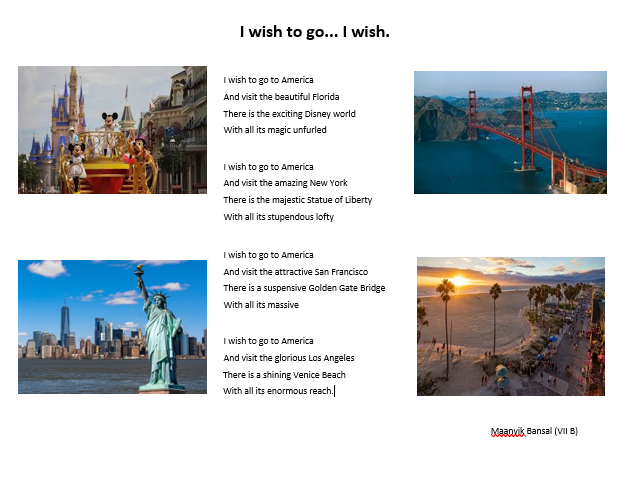 I wish to go... I wish.
I wish to go to America
And visit the beautiful Florida
There is the exciting Disney world
With all its magic unfurled
I wish to go to America
And visit the amazing New York
There is the majestic Statue of Liberty
With all its stupendous lofty
I wish to go to America
And visit the attractive San Francisco
There is a suspensive Golden Gate Bridge
With all its massive
I wish to go to America
And visit the glorious Los Angeles
There is a shining Venice Beach
With all its enormous reach.
Maanvik Bansal (VII B)